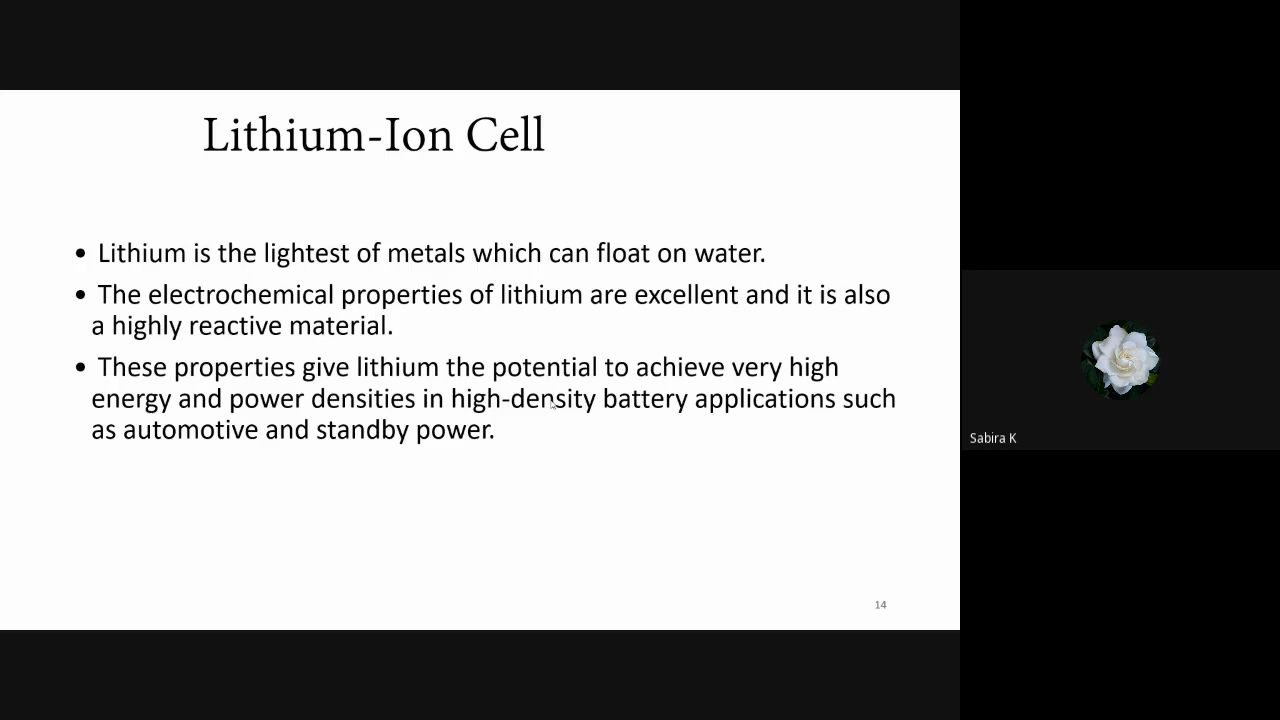 Lithium-Ion Cell
• Lithium is the lightest of metals which can float on water.
• The electrochemical properties of lithium are excellent and it is also
a highly reactive material.
• These properties give lithium the potential to achieve very high
energy and power densities in high-density battery applications such
as automotive and standby power.
14
Sabira K